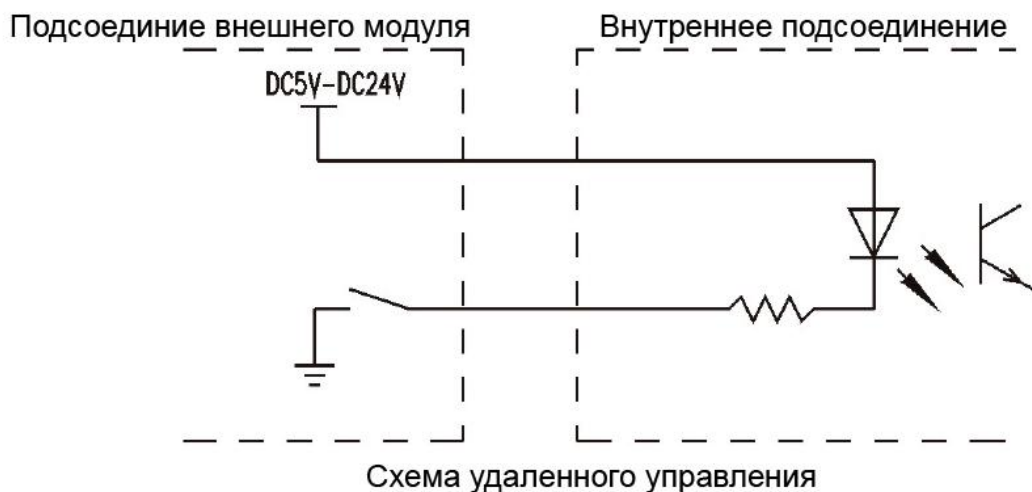 Подсоединие внешнего модуля
Внутреннее подсоединение
DC5V-DC24V
Схема удаленного управления